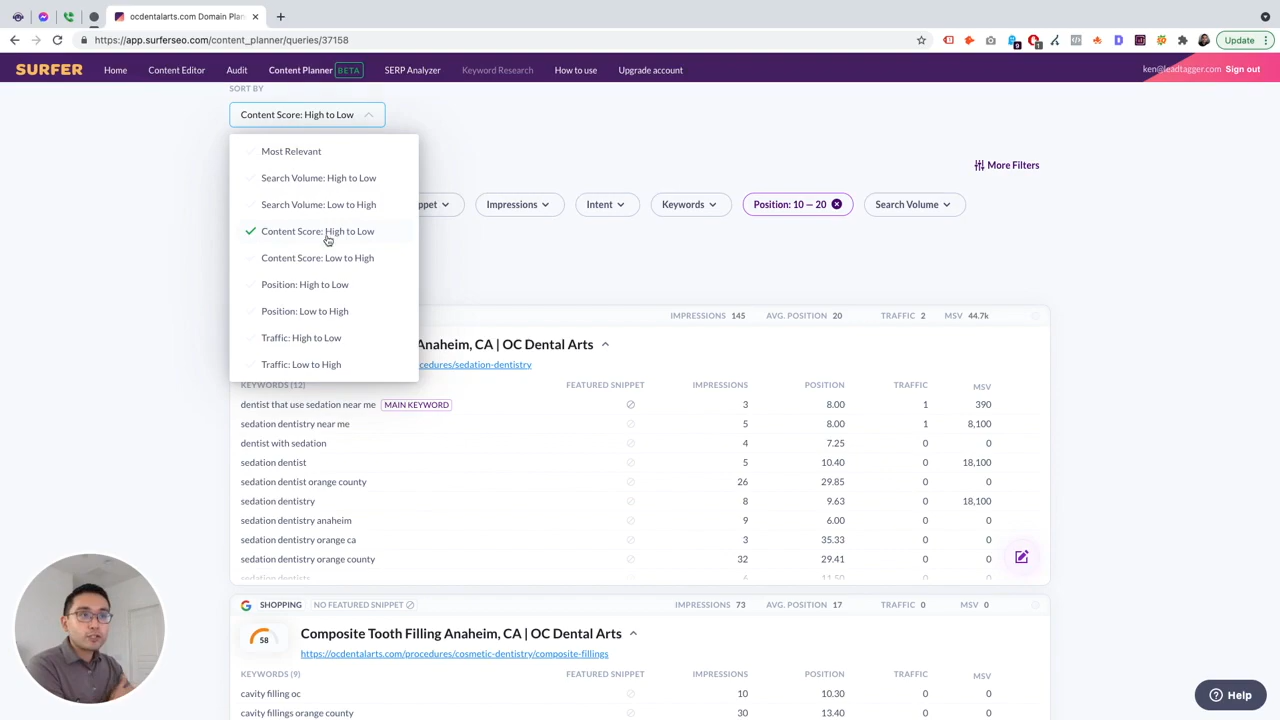 ocdentalarts.com Domain Plan
https://app.surferseo.com/content_planner/queries/37158
9
1
Update
SURFER
Home
Content Editor
Audit
Content Planner BETA
SERP Analyzer
Keyword Research
How to use
Upgrade account
ken@leadtagger.com Sign out
SORT BY
Content Score: High to Low
Most Relevant
Search Volume: High to Low
Search Volume: Low to High
Content Score: High to Low
Content Score: Low to High
Position: High to Low
Position: Low to High
Traffic: High to Low
Traffic: Low to High
More Filters
ppet
Impressions
Intent
Keywords
Position: 10 — 20
Search Volume
IMPRESSIONS 145 AVG. POSITION 20 TRAFFIC 2 MSV 44.7k
Anaheim, CA | OC Dental Arts
cedures/sedation-dentistry
KEYWORDS (12) FEATURED SNIPPET IMPRESSIONS POSITION TRAFFIC MSV
dentist that use sedation near me MAIN KEYWORD 3 8.00 1 390
sedation dentistry near me 5 8.00 1 8,100
dentist with sedation 4 7.25 0 0
sedation dentist 5 10.40 0 18,100
sedation dentist orange county 26 29.85 0 0
sedation dentistry 8 9.63 0 18,100
sedation dentistry anaheim 9 6.00 0 0
sedation dentistry orange ca 3 35.33 0 0
sedation dentistry orange county 32 29.41 0 0
sedation dentists 6 11.50 0 0
SHOPPING NO FEATURED SNIPPET IMPRESSIONS 73 AVG. POSITION 17 TRAFFIC 0 MSV 0
58
Composite Tooth Filling Anaheim, CA | OC Dental Arts
https://ocdentalarts.com/procedures/cosmetic-dentistry/composite-fillings
KEYWORDS (9) FEATURED SNIPPET IMPRESSIONS POSITION TRAFFIC MSV
cavity filling oc 10 10.30 0 0
cavity fillings orange county 30 13.40 0 0
Help